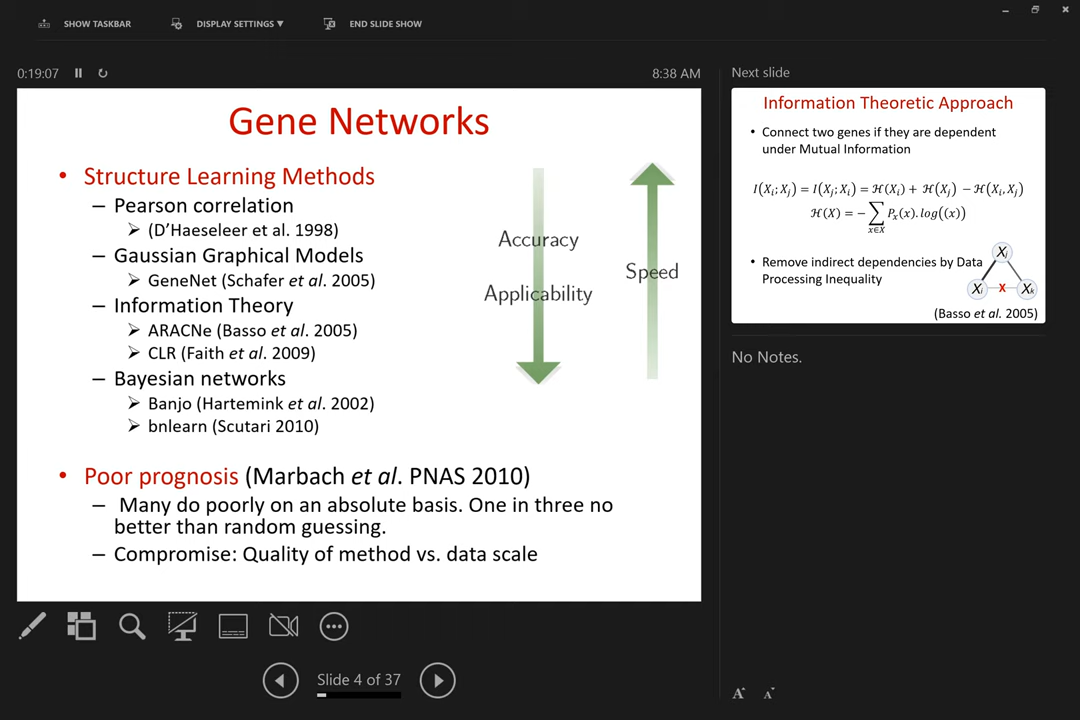 SHOW TASKBAR
DISPLAY SETTINGS ▼
END SLIDE SHOW
0:19:07
8:38 AM
Gene Networks
• Structure Learning Methods
– Pearson correlation
➢ (D’Haeseleer et al. 1998)
– Gaussian Graphical Models
➢ GeneNet (Schafer et al. 2005)
– Information Theory
➢ ARACNe (Basso et al. 2005)
➢ CLR (Faith et al. 2009)
– Bayesian networks
➢ Banjo (Hartemink et al. 2002)
➢ bnlearn (Scutari 2010)
Accuracy
Applicability
Speed
• Poor prognosis (Marbach et al. PNAS 2010)
– Many do poorly on an absolute basis. One in three no
better than random guessing.
– Compromise: Quality of method vs. data scale
Slide 4 of 37
Next slide
Information Theoretic Approach
• Connect two genes if they are dependent
under Mutual Information
I(Xᵢ; Xⱼ) = I(Xⱼ; Xᵢ) = ℋ(Xᵢ) + ℋ(Xⱼ) − ℋ(Xᵢ, Xⱼ)
ℋ(X) = − ∑ Pₓ(x). log((x)
x∈X
• Remove indirect dependencies by Data
Processing Inequality
Xⱼ
Xᵢ X Xₖ
(Basso et al. 2005)
No Notes.
A A